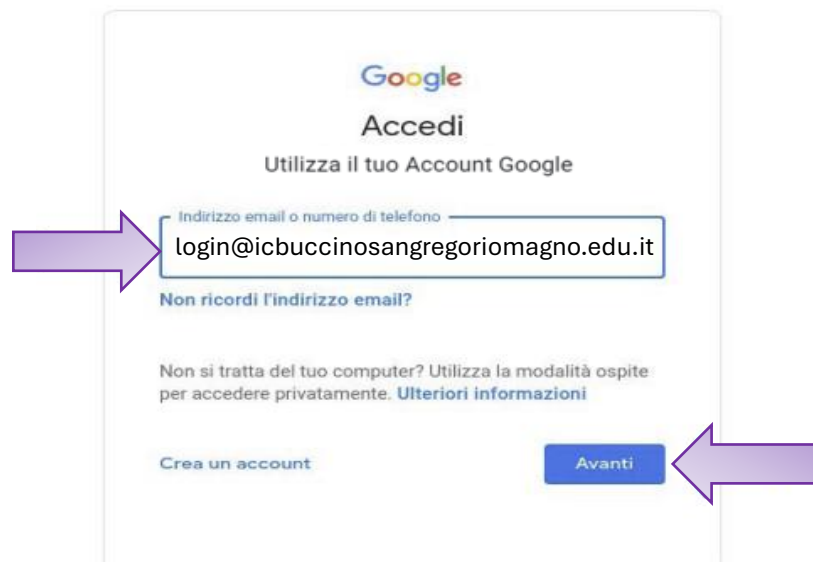 Google
Accedi
Utilizza il tuo Account Google
Indirizzo email o numero di telefono
login@icbuccinosangregoriomagno.edu.it
Non ricordi l'indirizzo email?
Non si tratta del tuo computer? Utilizza la modalità ospite
per accedere privatamente. Ulteriori informazioni
Crea un account
Avanti